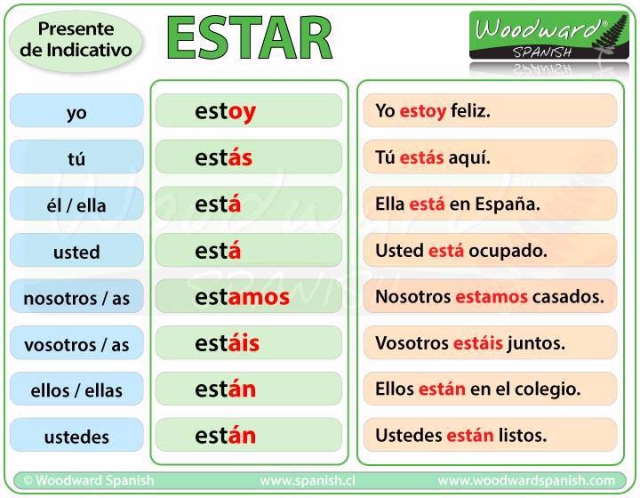 Presente
de Indicativo
ESTAR
Woodward®
SPANISH
yo estoy Yo estoy feliz.
tú estás Tú estás aquí.
él / ella está Ella está en España.
usted está Usted está ocupado.
nosotros / as estamos Nosotros estamos casados.
vosotros / as estáis Vosotros estáis juntos.
ellos / ellas están Ellos están en el colegio.
ustedes están Ustedes están listos.
© Woodward Spanish www.spanish.cl www.woodwardspanish.com